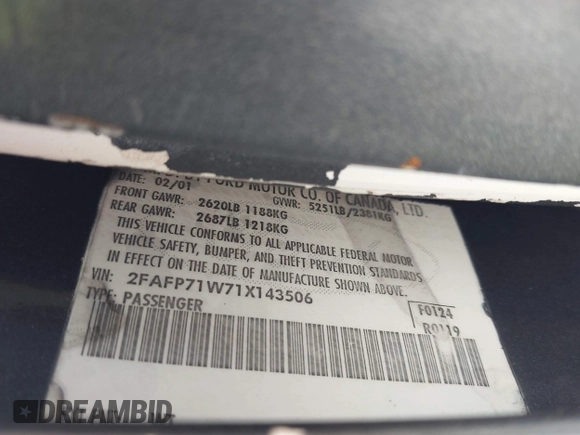 FORD MOTOR CO. OF CANADA, LTD.
02/01
GVWR: 5251LB/2381KG
FRONT GAWR: 2620LB 1188KG
REAR GAWR: 2687LB 1218KG
THIS VEHICLE CONFORMS TO ALL APPLICABLE FEDERAL MOTOR
VEHICLE SAFETY, BUMPER, AND THEFT PREVENTION STANDARDS
IN EFFECT ON THE DATE OF MANUFACTURE SHOWN ABOVE.
VIN: 2FAFP71W71X143506
TYPE: PASSENGER
F0124
R0119
DREAMBID